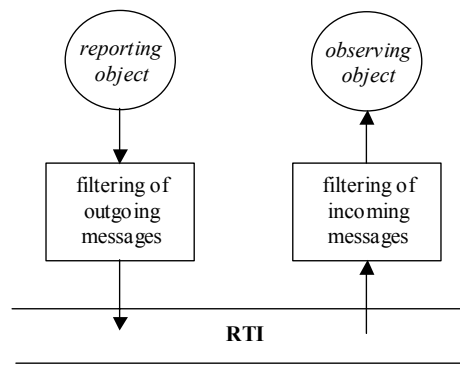 reporting
object
observing
object
filtering of
outgoing
messages
filtering of
incoming
messages
RTI